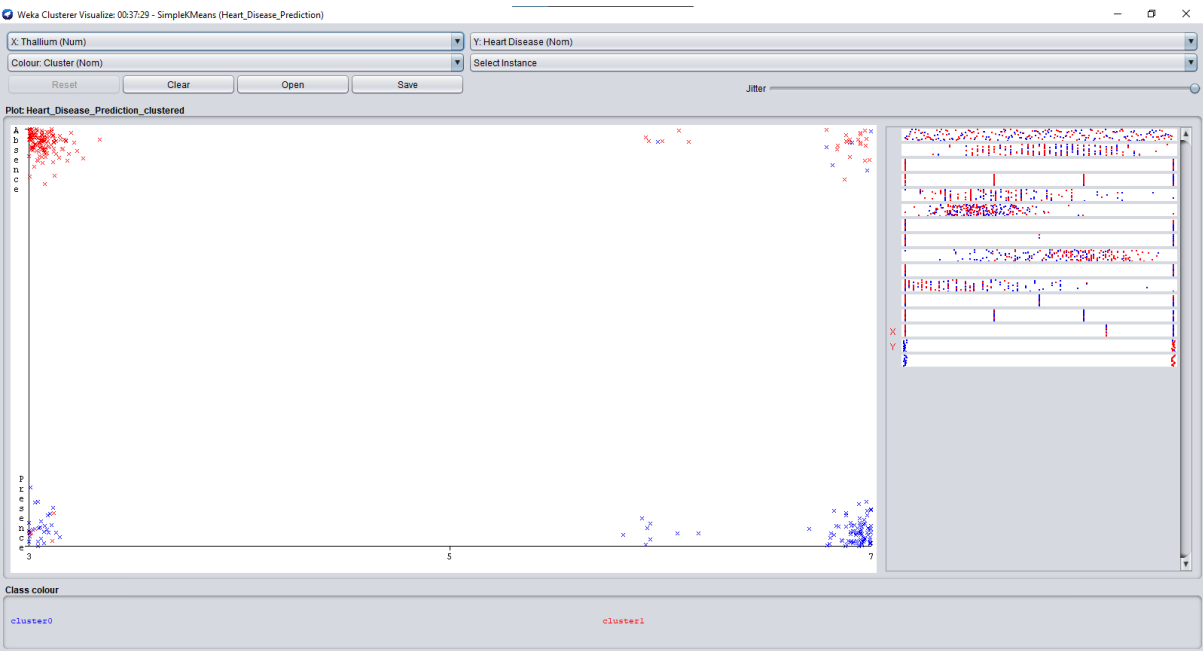 Weka Clusterer Visualize: 00:37:29 - SimpleKMeans (Heart_Disease_Prediction)
X: Thallium (Num)
Y: Heart Disease (Nom)
Colour: Cluster (Nom)
Select Instance
Reset
Clear
Open
Save
Jitter
Plot: Heart_Disease_Prediction_clustered
Absence
X
Y
Presence
3
5
7
Class colour
cluster0
cluster1